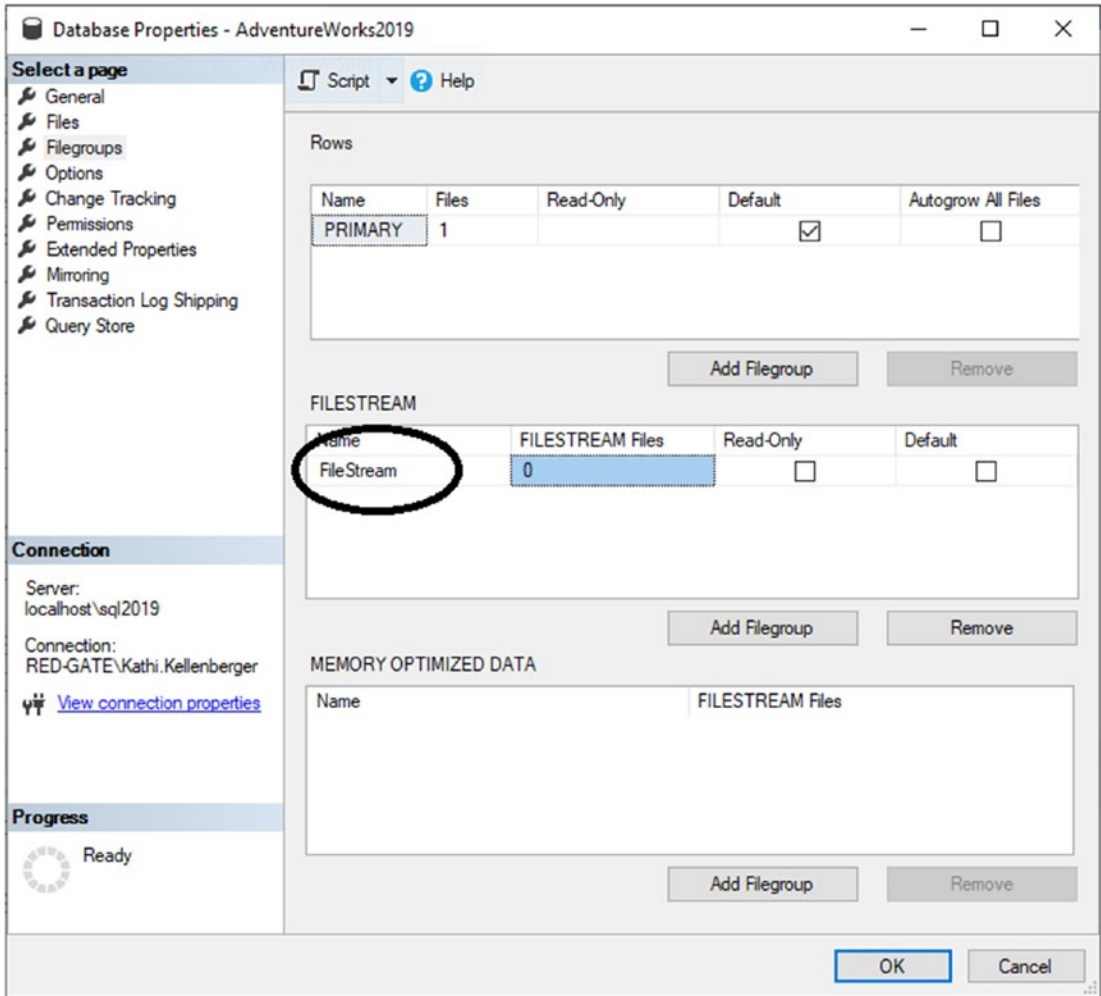 Database Properties - AdventureWorks2019
Select a page
General
Files
Filegroups
Options
Change Tracking
Permissions
Extended Properties
Mirroring
Transaction Log Shipping
Query Store
Connection
Server:
localhost\sql2019
Connection:
RED-GATE\Kathi.Kellenberger
View connection properties
Progress
Ready
Script
Help
Rows
Name Files Read-Only Default Autogrow All Files
PRIMARY 1
Add Filegroup Remove
FILESTREAM
Name FILESTREAM Files Read-Only Default
FileStream 0
Add Filegroup Remove
MEMORY OPTIMIZED DATA
Name FILESTREAM Files
Add Filegroup Remove
OK Cancel